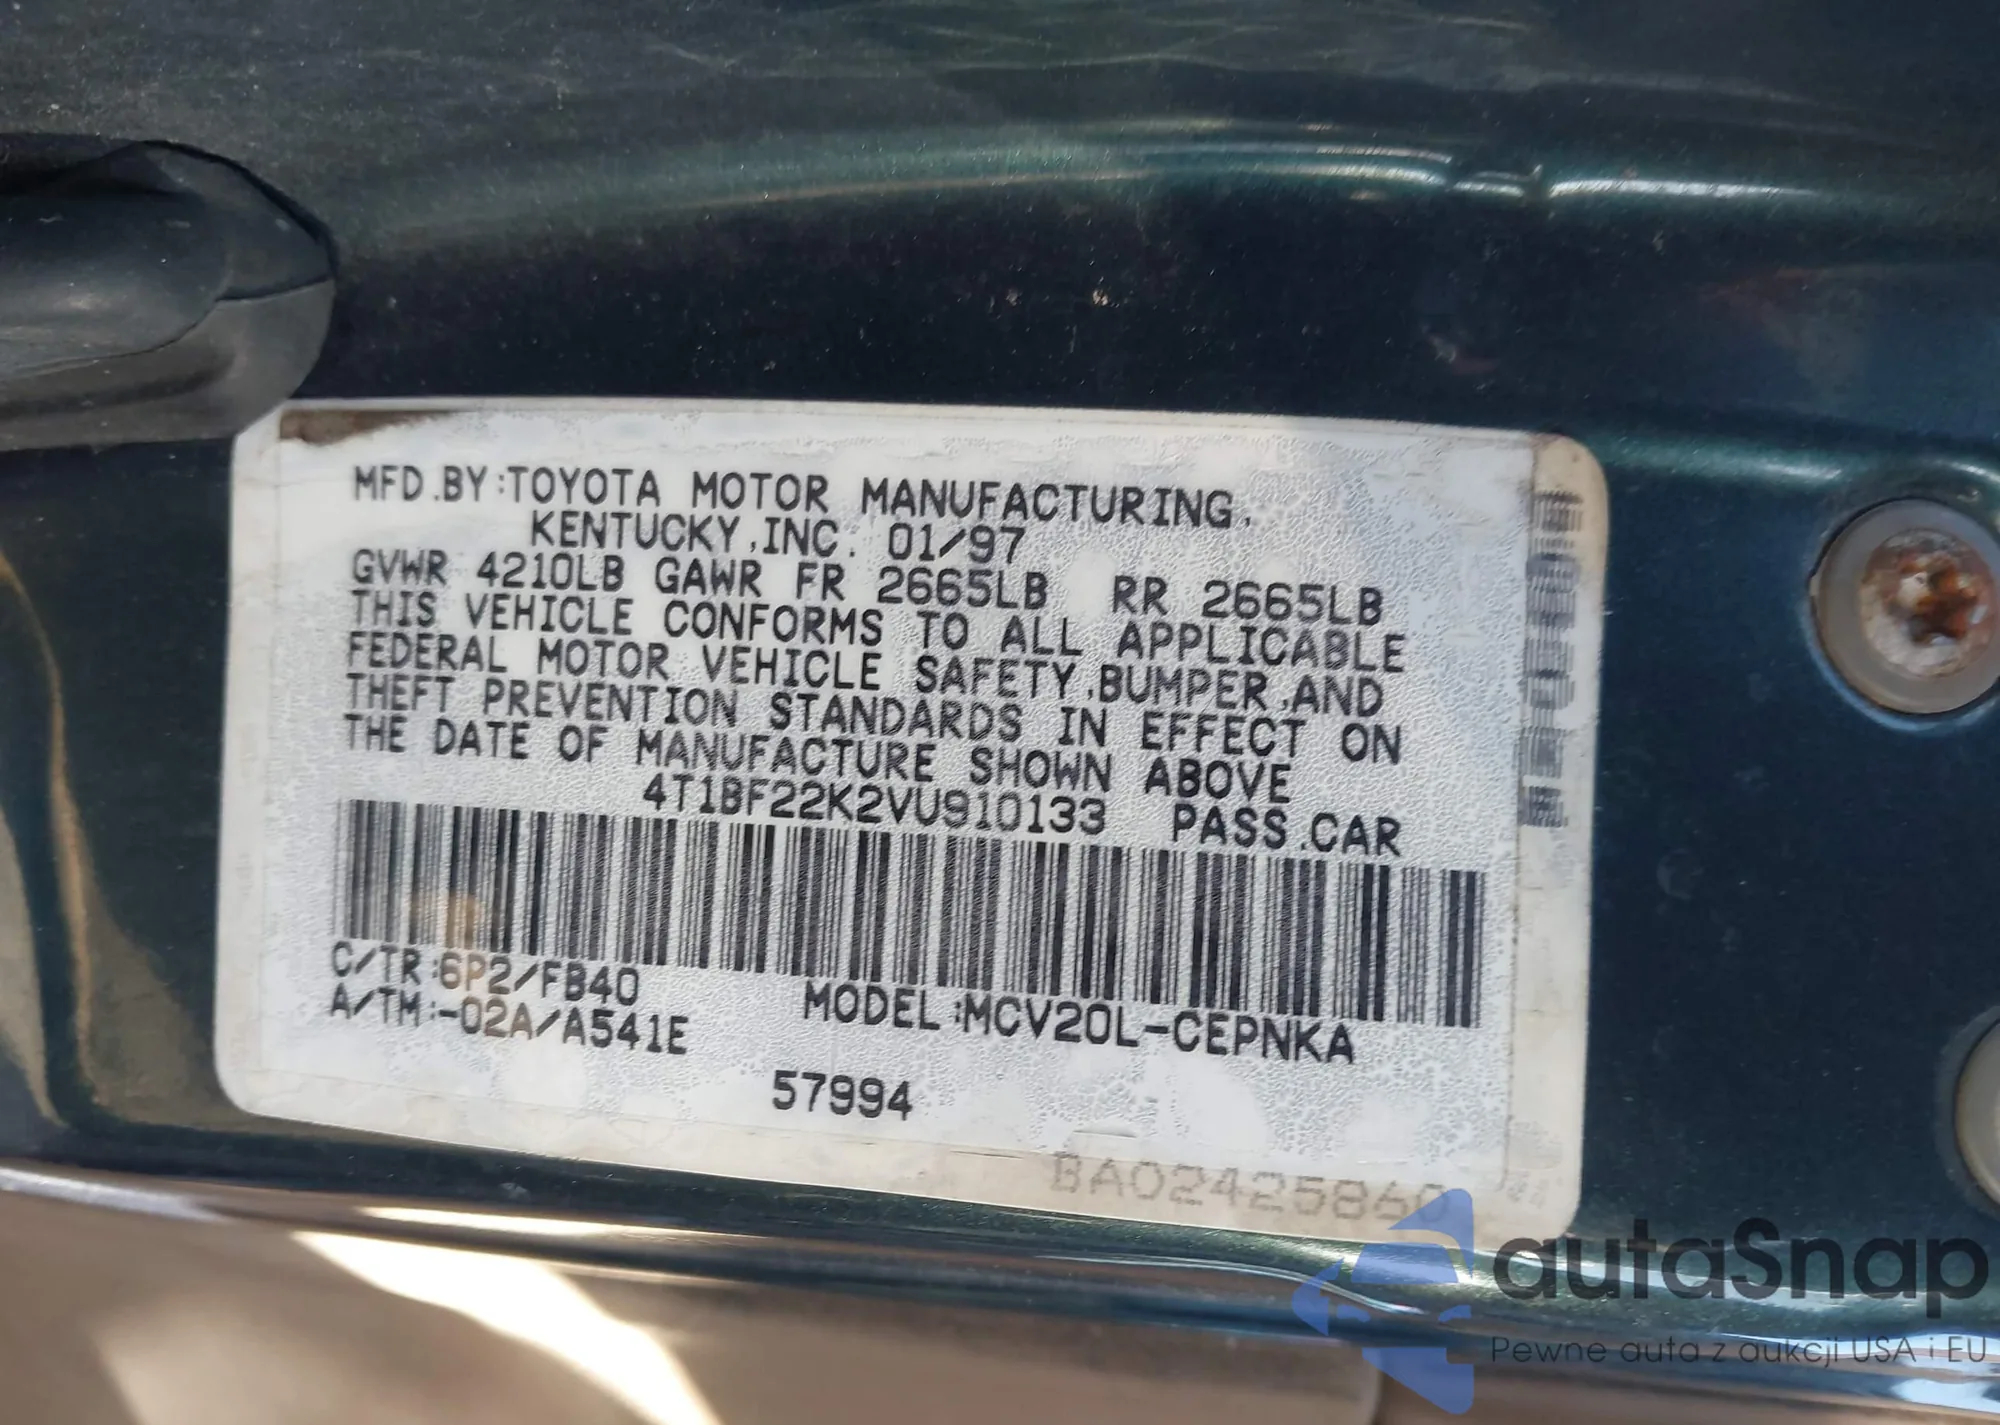 MFD.BY:TOYOTA MOTOR MANUFACTURING,
KENTUCKY,INC. 01/97
GVWR 4210LB GAWR FR 2665LB RR 2665LB
THIS VEHICLE CONFORMS TO ALL APPLICABLE
FEDERAL MOTOR VEHICLE SAFETY,BUMPER,AND
THEFT PREVENTION STANDARDS IN EFFECT ON
THE DATE OF MANUFACTURE SHOWN ABOVE
4T1BF22K2VU910133 PASS.CAR
C/TR:6P2/FB40
A/TM:-02A/A541E
MODEL:MCV20L-CEPNKA
57994
BA02425860
autaSnap
Pewne auta z aukcji USA i EU